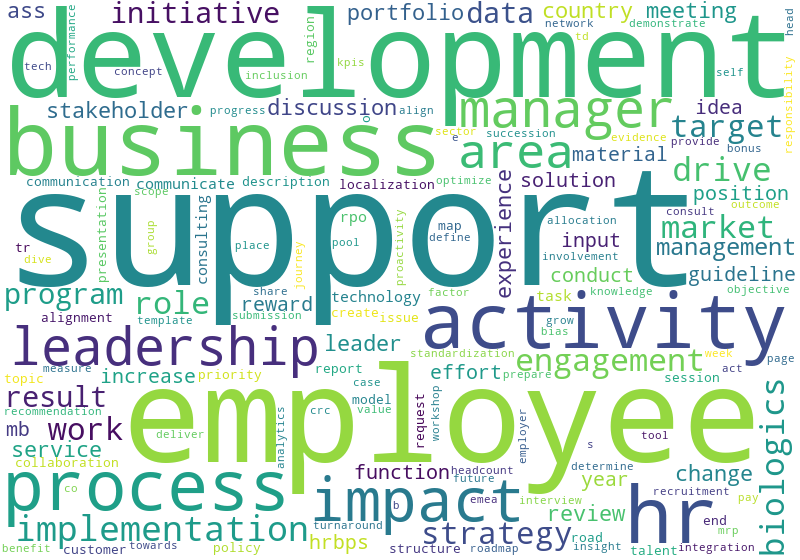 ass initiative portfolio data country meeting
tech performance concept development region kpis inclusion network td demonstrate self head
stakeholder progress discussion or align manager idea responsibility
business sector e succession evidence provide bonus target
area material drive
communication communicate description localization optimize solution position outcome
scope presentation group consulting rpo map define experience allocation consult market
support place pool proactivity input management
tr dive journey involvement conduct guideline
program role share reward technology factor task knowledge objective
alignment template submission create issue activity grow bias
leadership leader standardization engagement week act page
topic measure increase priority report effort prepare session
result employee case model value request workshop
recommendation mb work deliver crc analytics employer s tool biologics
service collaboration function headcount determine change
process co impact b future emea interview year hr recruitment pay
implementation turnaround strategy review road end mrp
benefit customer towards policy hrbps structure roadmap insight talent integration